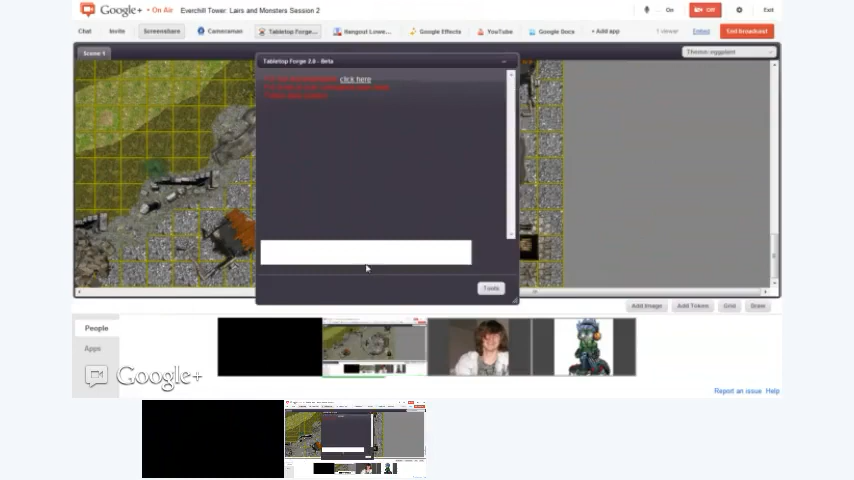 Google+ • On Air Everchill Tower: Lairs and Monsters Session 2 On Off Exit
Chat Invite Screenshare Cameraman Tabletop Forge... Hangout Lowe... Google Effects YouTube Google Docs + Add app 1 viewer Embed End broadcast
Scene 1
Tabletop Forge 2.0 - Beta
click here
Tools
Add Image Add Tokens Grid Draw
People
Apps
Google+
Report an issue Help